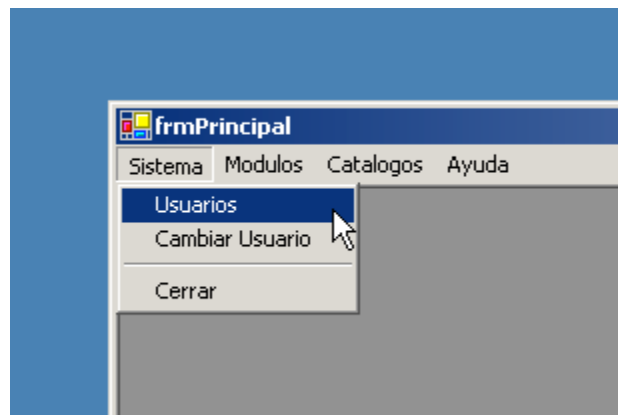 frmPrincipal
Sistema Modulos Catalogos Ayuda
Usuarios
Cambiar Usuario
Cerrar